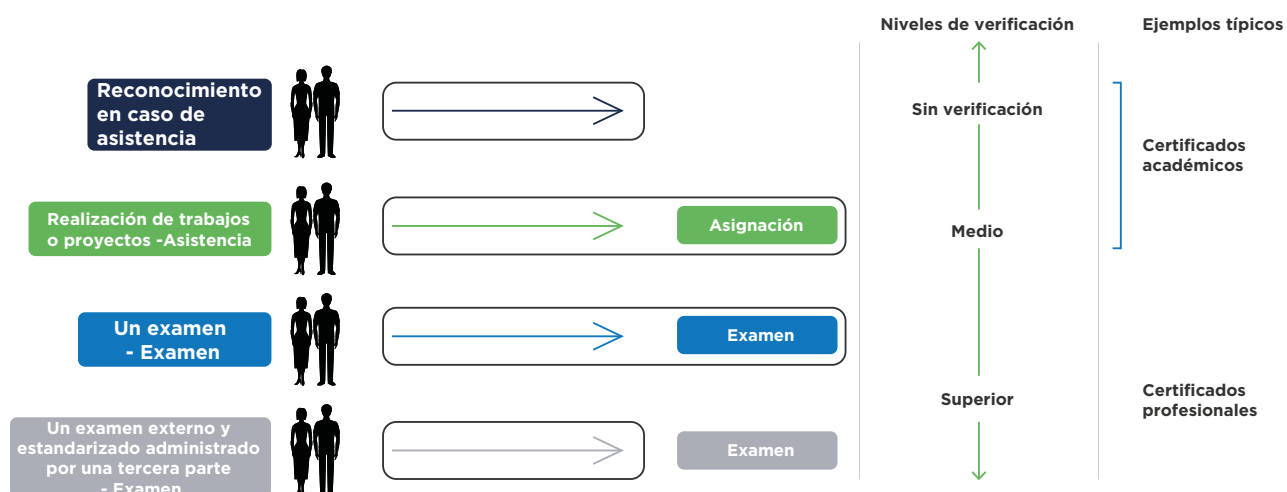 Niveles de verificación
Ejemplos típicos
Reconocimiento
en caso de
asistencia
Sin verificación
Certificados
académicos
Realización de trabajos
o proyectos -Asistencia
Asignación
Medio
Un examen
- Examen
Examen
Superior
Certificados
profesionales
Un examen externo y
estandarizado administrado
por una tercera parte
- Examen
Examen